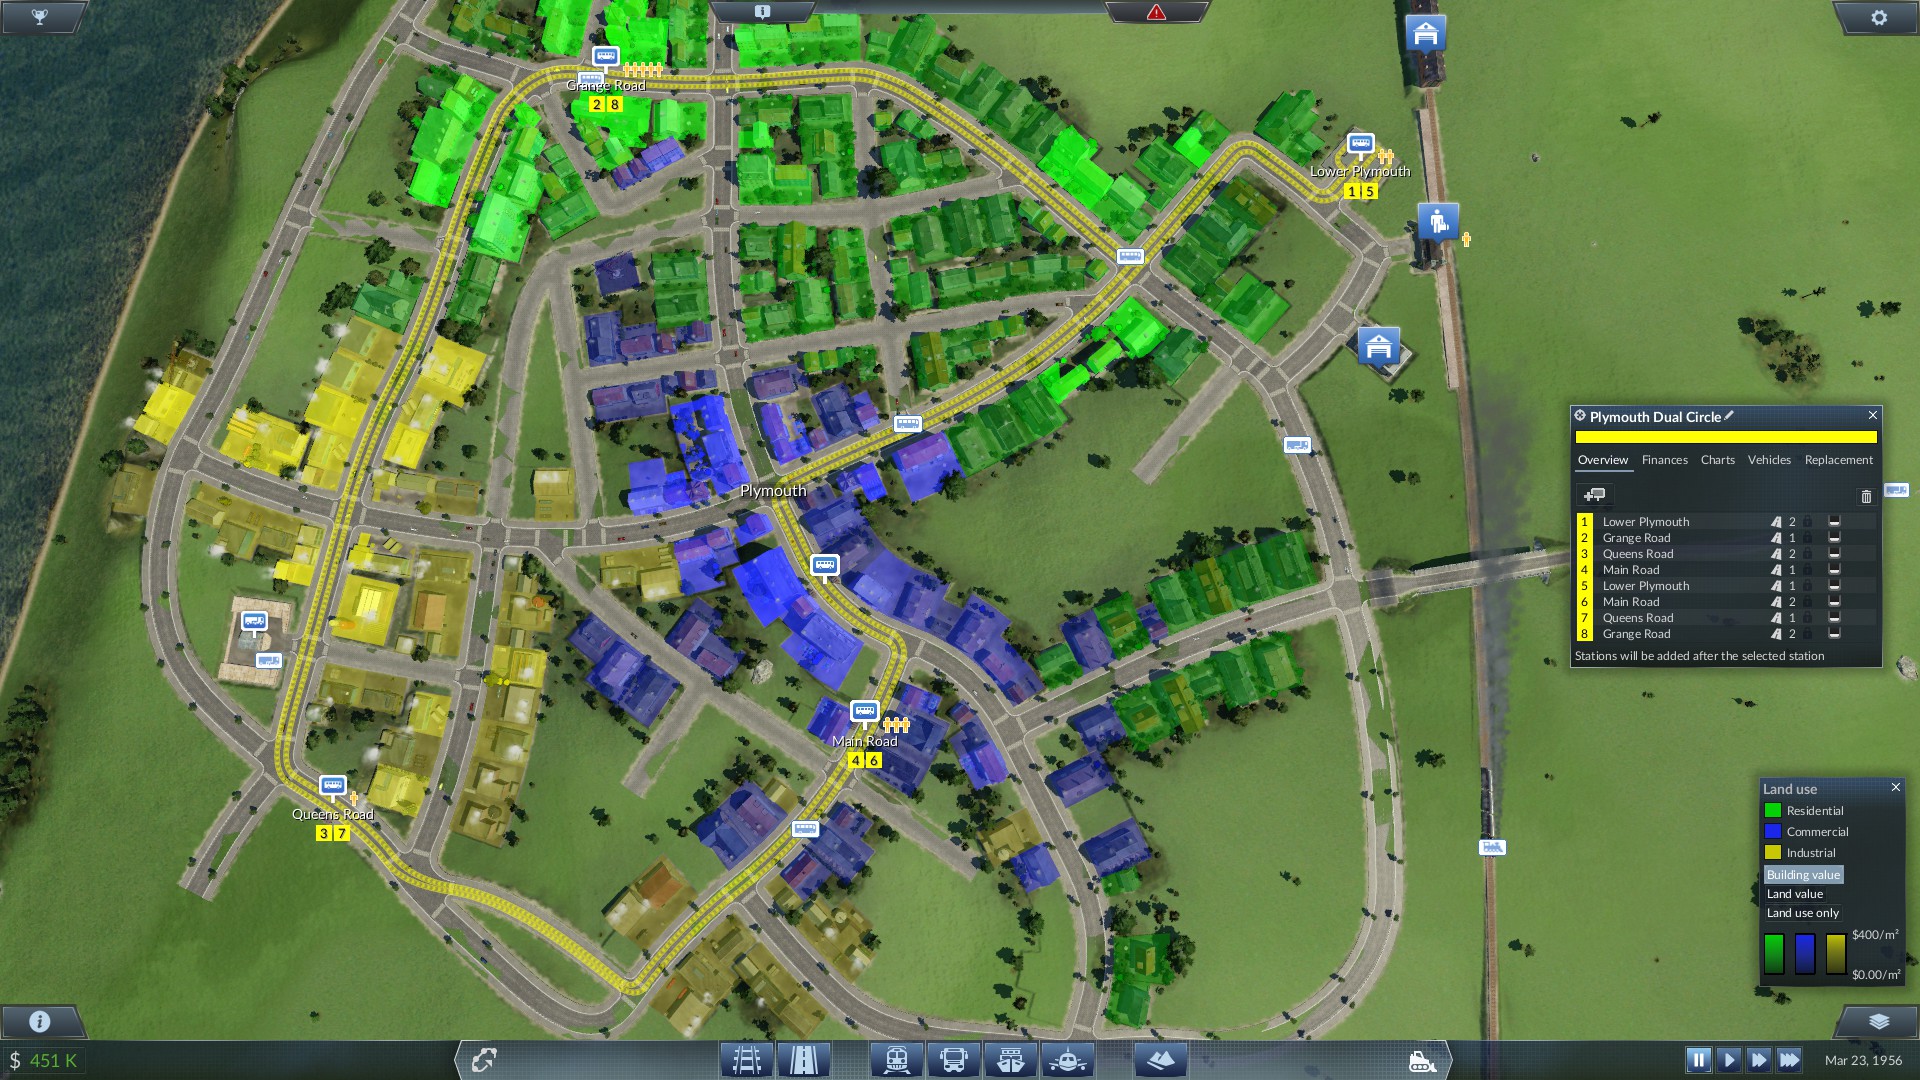 Grange Road
2 8
Lower Plymouth
1 5
Plymouth
Main Road
4 6
Queens Road
3 7
Plymouth Dual Circle
Overview Finances Charts Vehicles Replacement
1 Lower Plymouth 2
2 Grange Road 1
3 Queens Road 2
4 Main Road 1
5 Lower Plymouth 1
6 Main Road 2
7 Queens Road 1
8 Grange Road 2
Stations will be added after the selected station
Land use
Residential
Commercial
Industrial
Building value
Land value
Land use only
$400/m²
$0.00/m²
$ 451 K
Mar 23, 1956